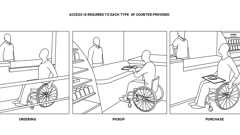 ACCESS IS REQUIRED TO EACH TYPE OF COUNTER PROVIDED
ORDERING
PICKUP
PURCHASE